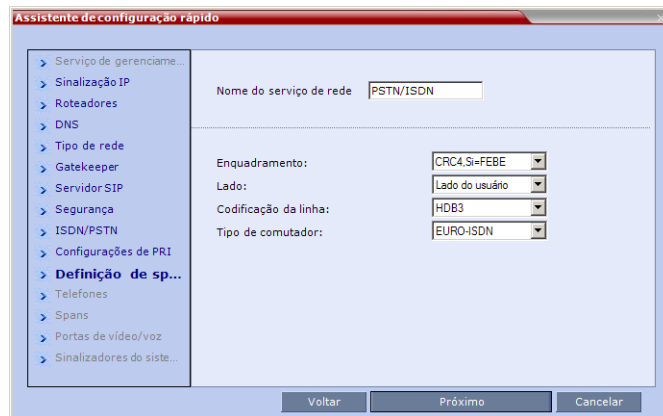 Assistente de configuração rápido
Serviço de gerenciame...
Sinalização IP
Roteadores
DNS
Tipo de rede
Gatekeeper
Servidor SIP
Segurança
ISDN/PSTN
Configurações de PRI
Definição de sp...
Telefones
Spans
Portas de vídeo/voz
Sinalizadores do siste...
Nome do serviço de rede PSTN/ISDN
Enquadramento: CRC4,Si=FEBE
Lado: Lado do usuário
Codificação da linha: HDB3
Tipo de comutador: EURO-ISDN
Voltar Próximo Cancelar